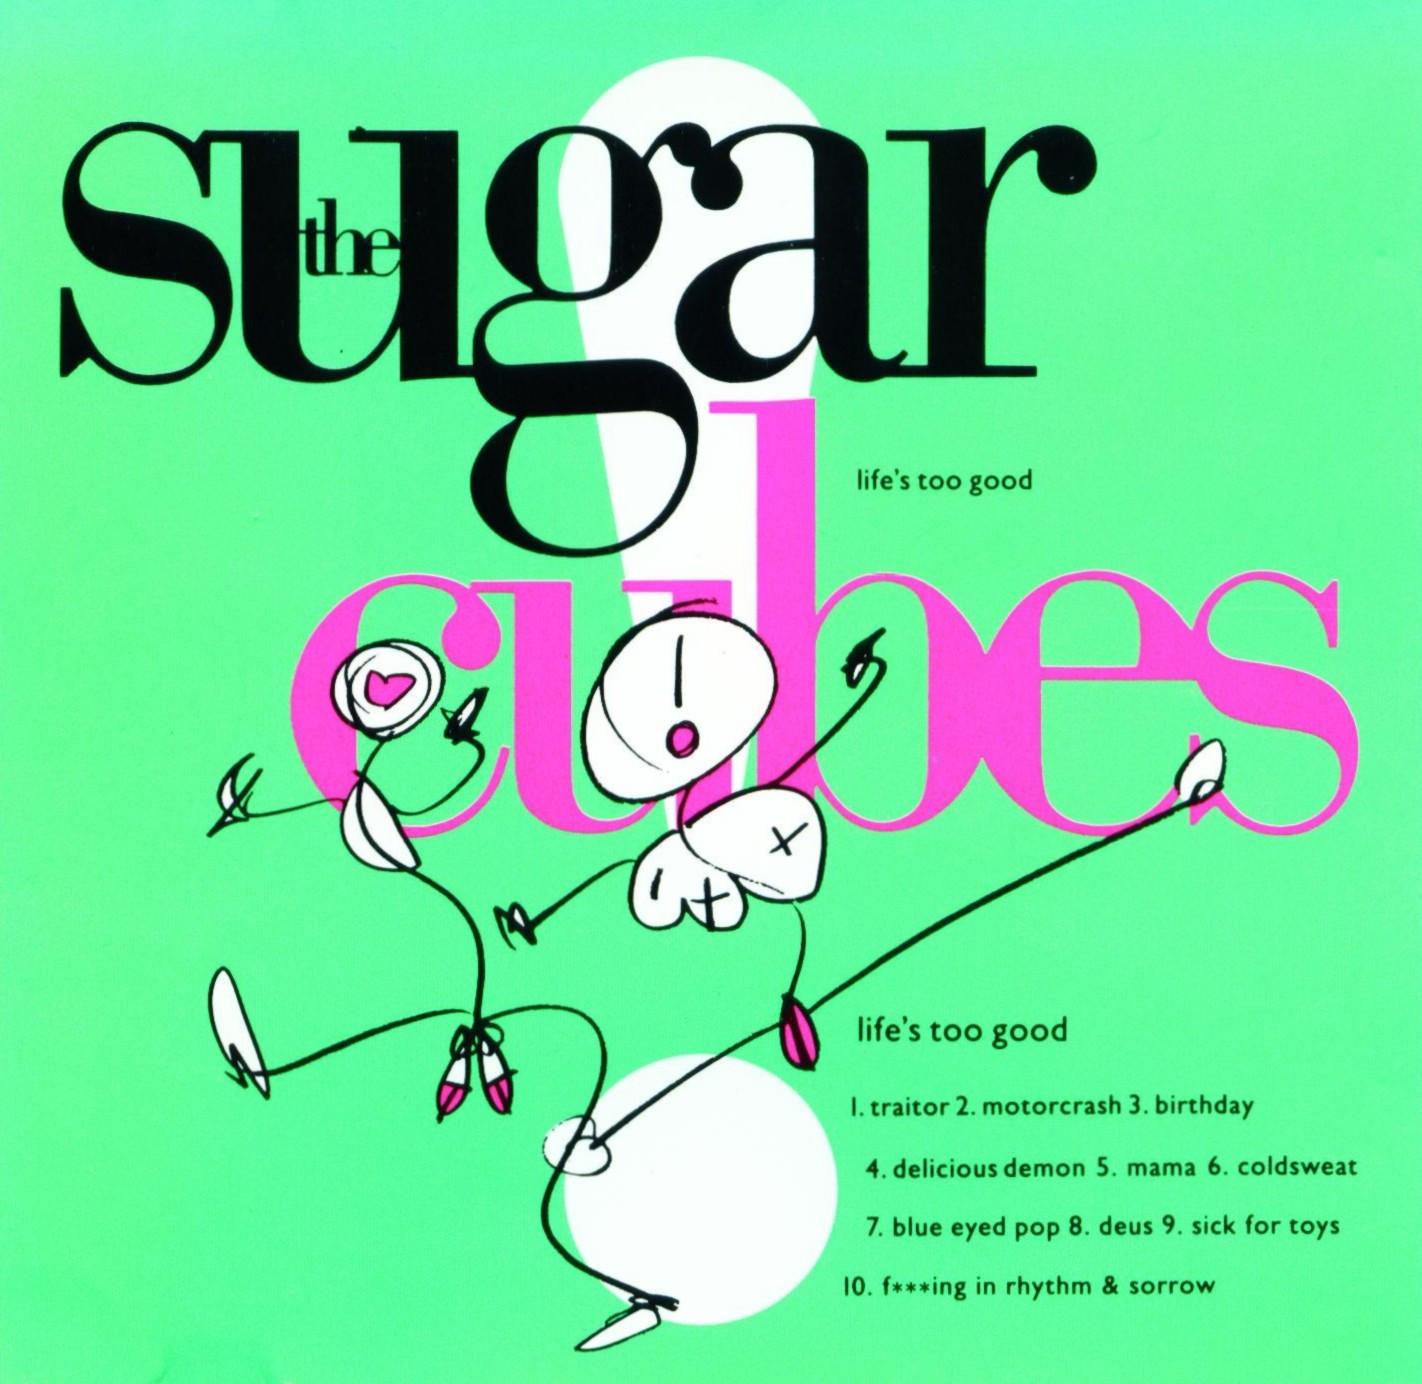 the
sugar
cubes
life's too good
life's too good
1. traitor 2. motorcrash 3. birthday
4. delicious demon 5. mama 6. coldsweat
7. blue eyed pop 8. deus 9. sick for toys
10. f***ing in rhythm & sorrow